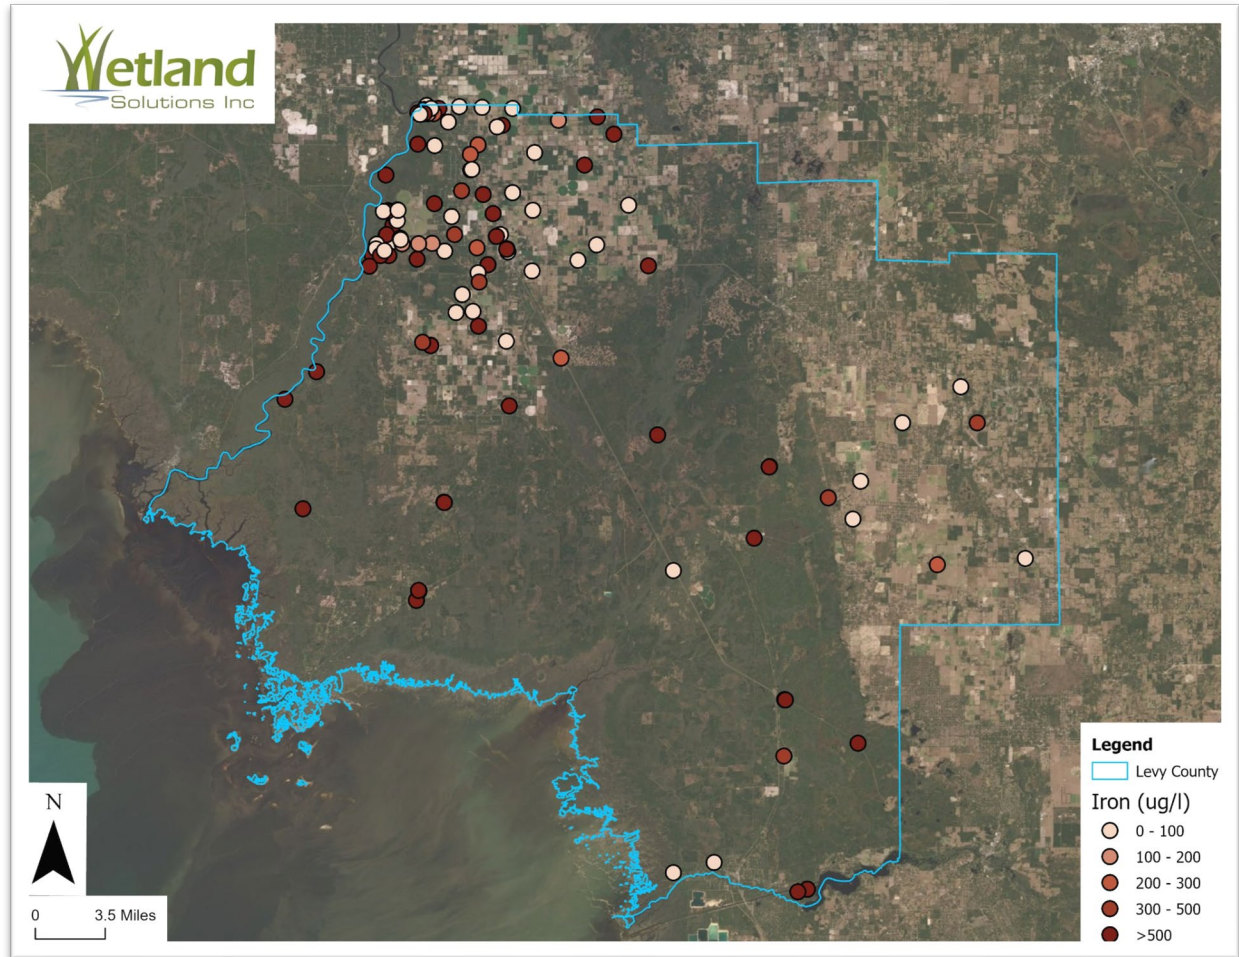 Wetland
Solutions Inc
Legend
Levy County
Iron (ug/l)
0 - 100
100 - 200
200 - 300
300 - 500
>500
N
0 3.5 Miles